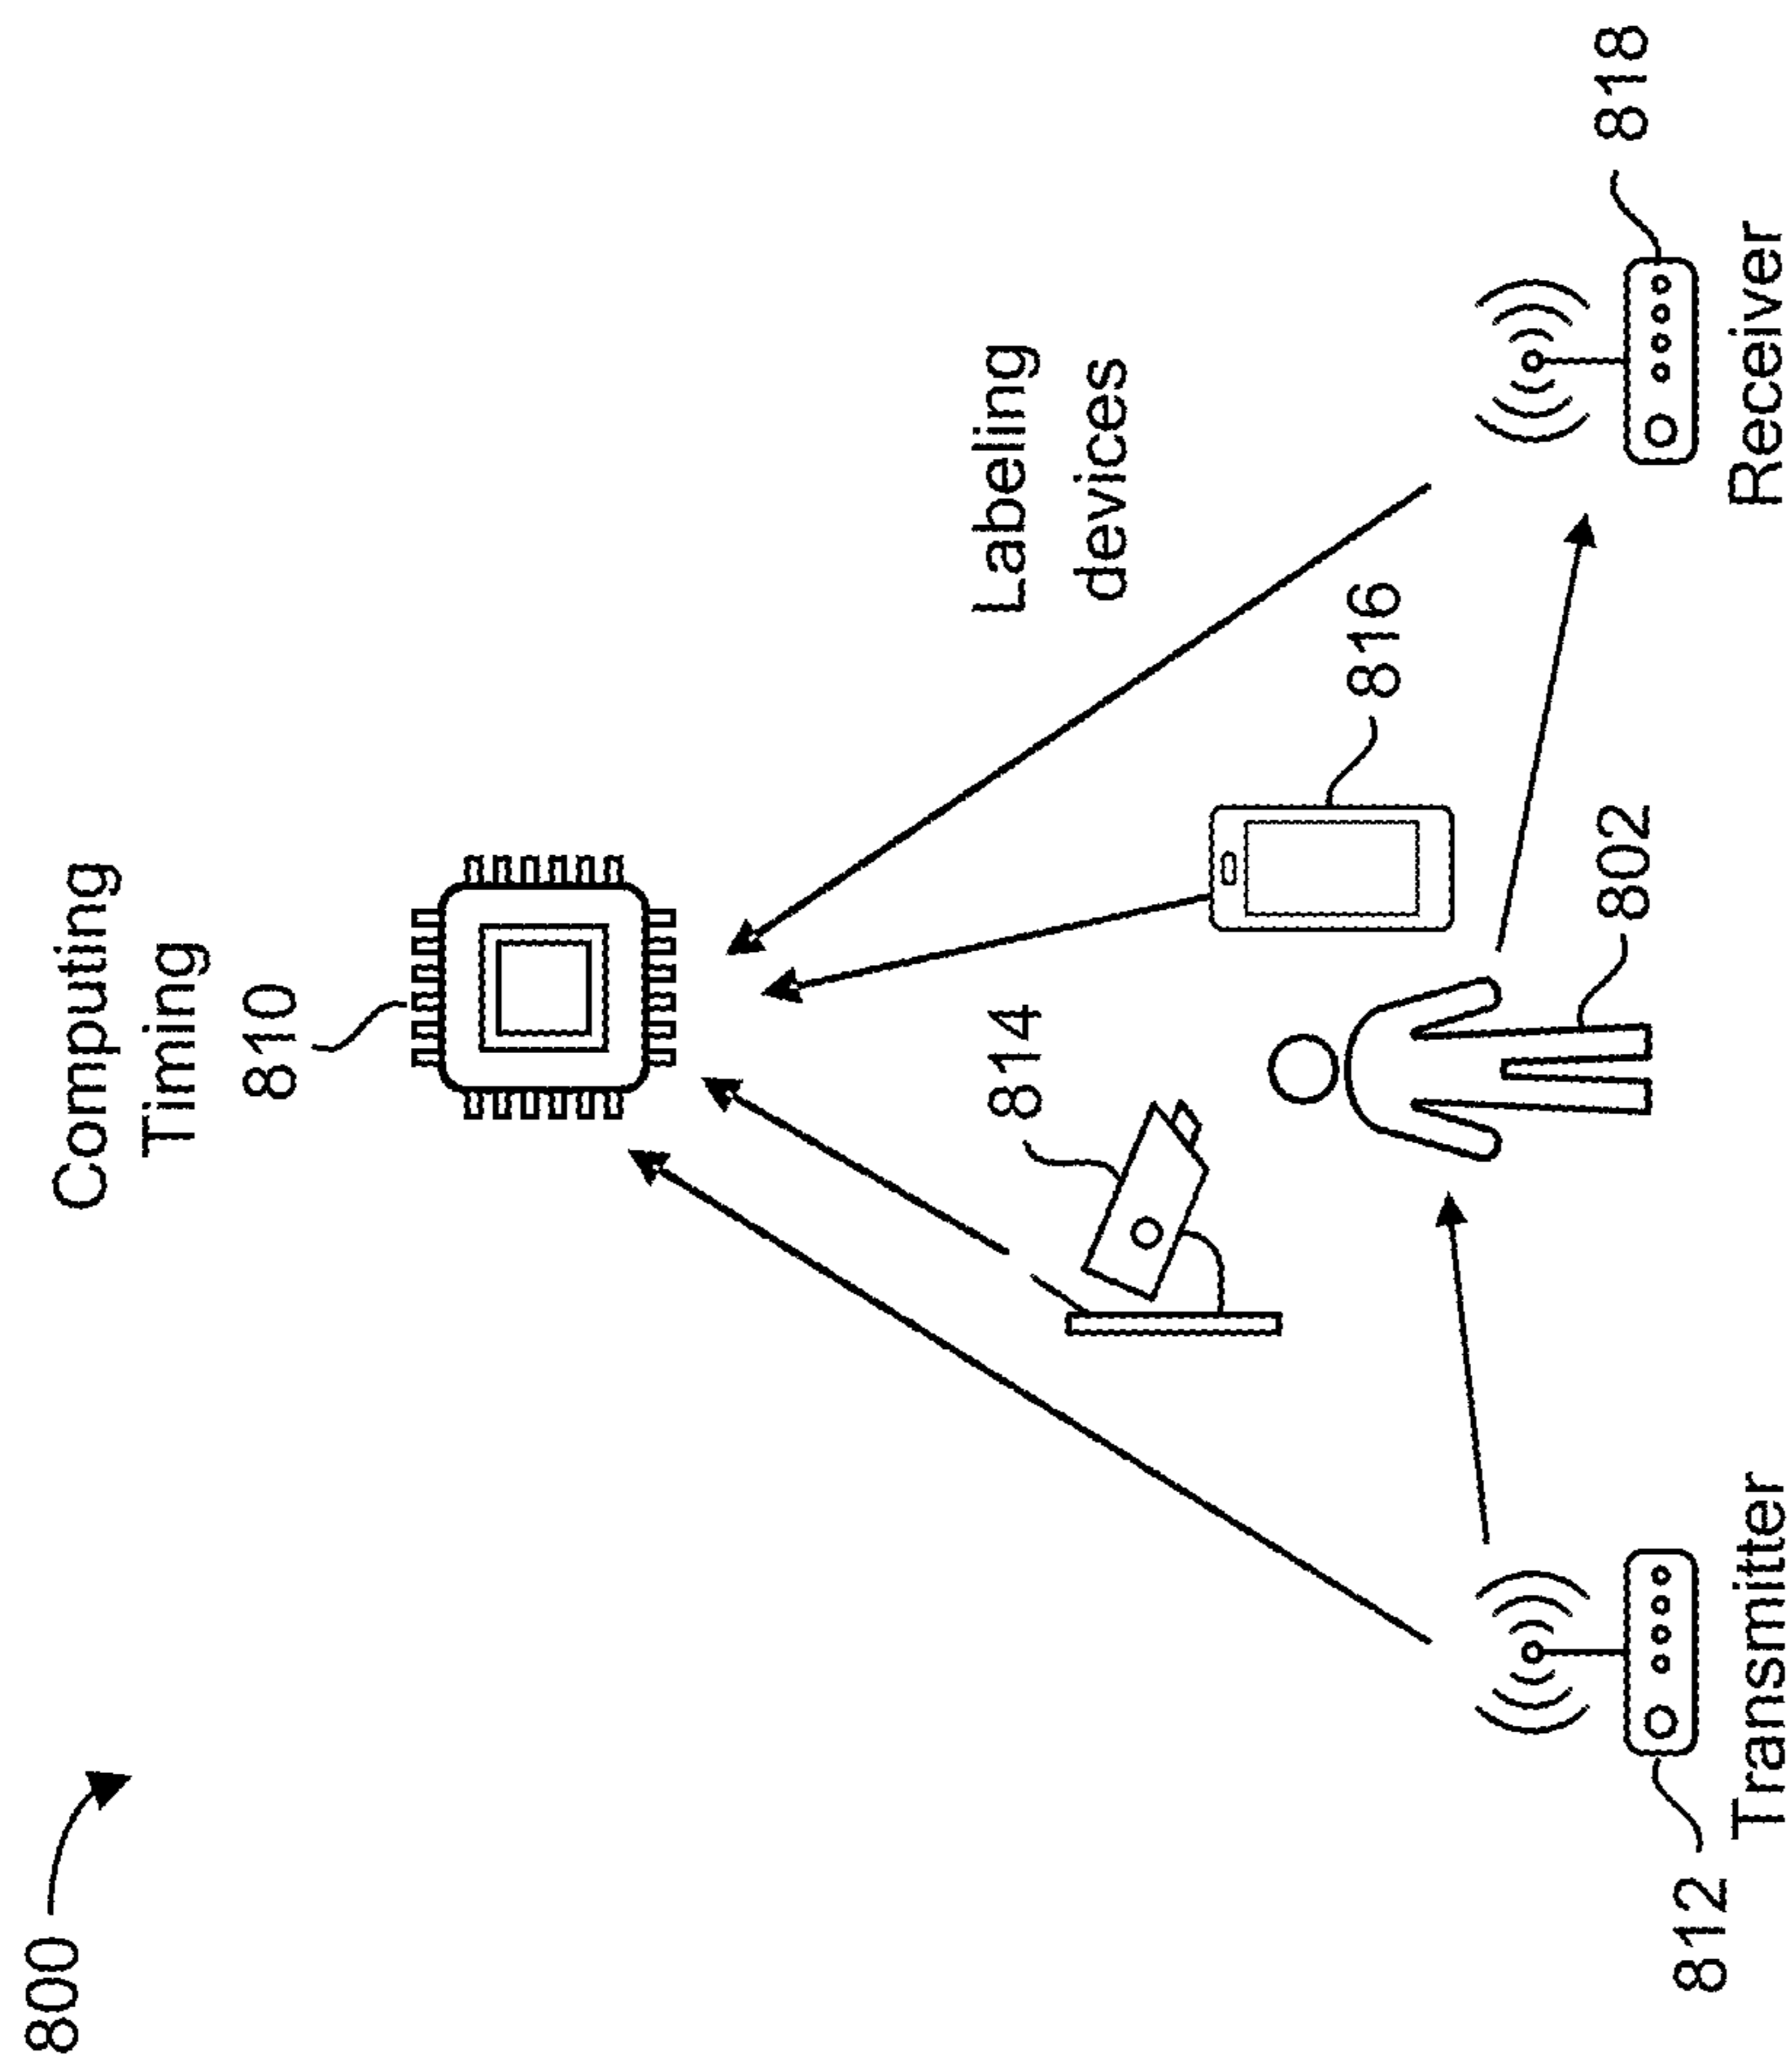 800
Computing
Timing
810
Labeling
devices
814
816
802
818
812
Transmitter
Receiver